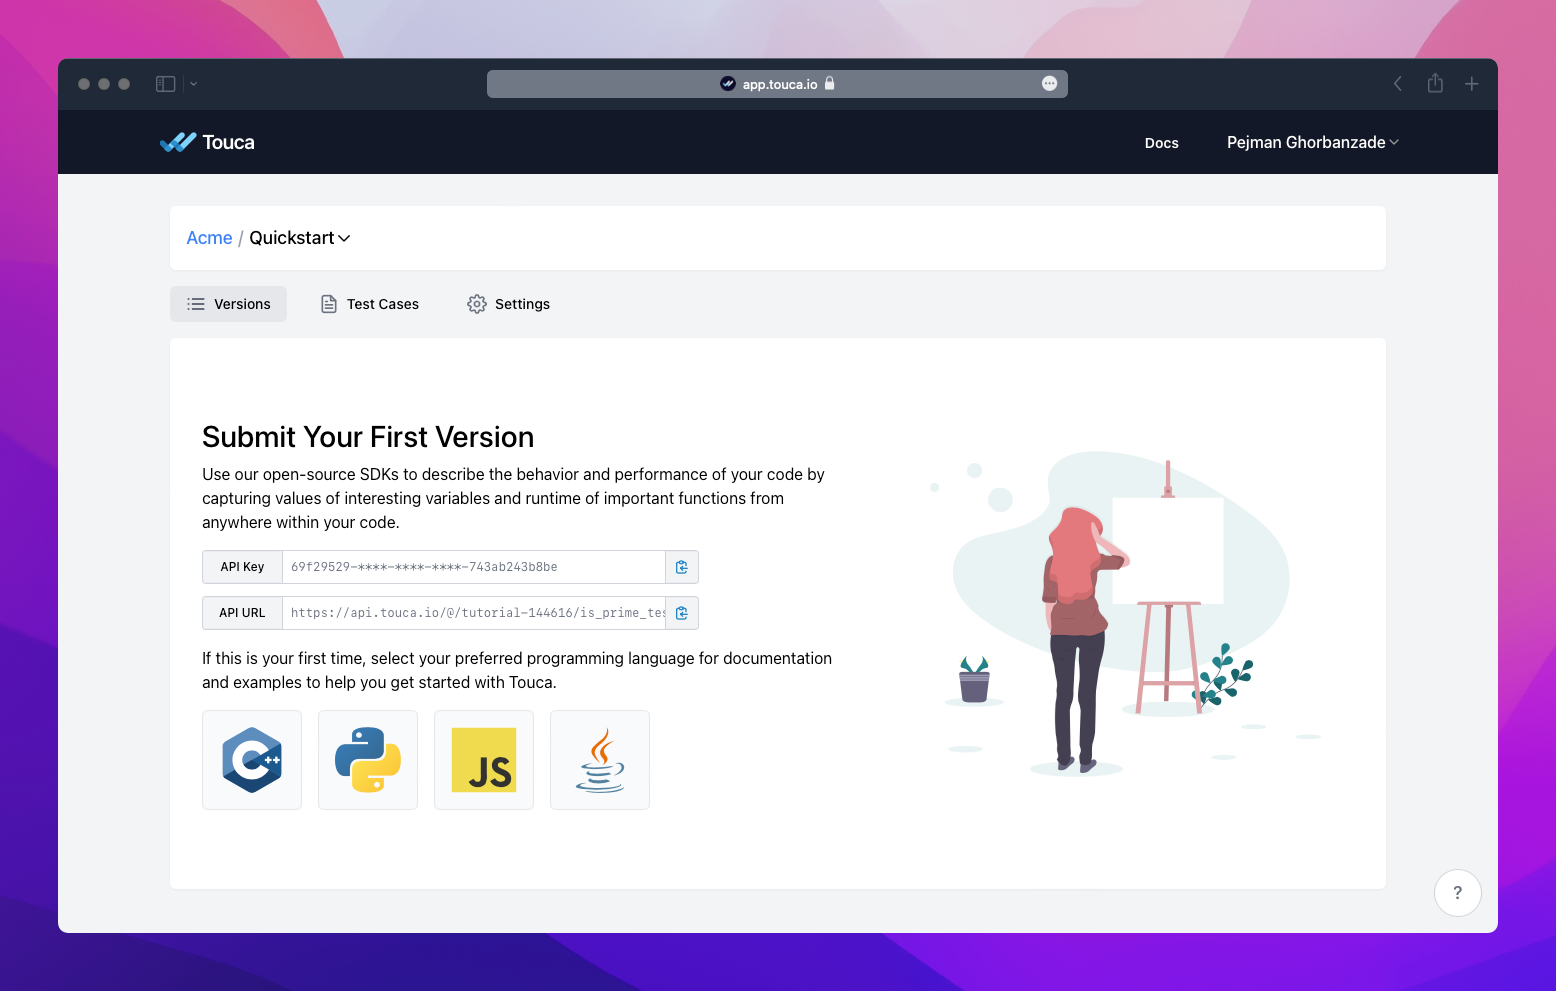 app.touca.io
Touca
Docs
Pejman Ghorbanzade
Acme / Quickstart
Versions
Test Cases
Settings
Submit Your First Version
Use our open-source SDKs to describe the behavior and performance of your code by
capturing values of interesting variables and runtime of important functions from
anywhere within your code.
API Key
69f29529-****-****-****-743ab243b8be
API URL
https://api.touca.io/@/tutorial-144616/is_prime_tes
If this is your first time, select your preferred programming language for documentation
and examples to help you get started with Touca.
C++
JS
?